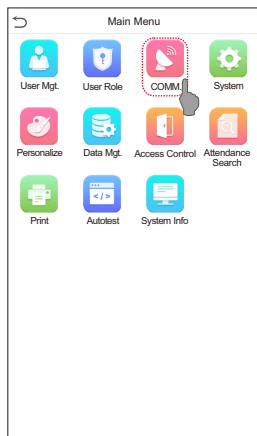 Main Menu
User Mgt.
User Role
COMM.
System
Personalize
Data Mgt.
Access Control
Attendance
Search
</>
Print
Autotest
System Info